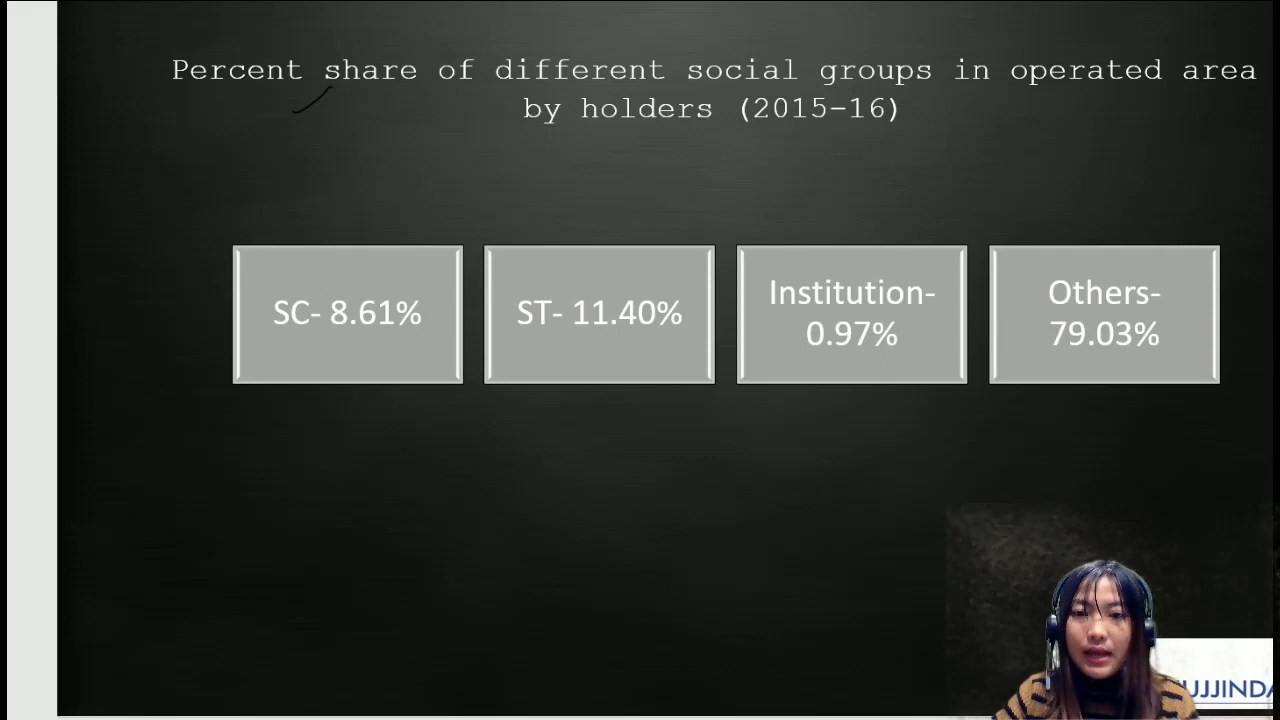 Percent share of different social groups in operated area
by holders (2015-16)
SC- 8.61%
ST- 11.40%
Institution-
0.97%
Others-
79.03%
UJJINDA